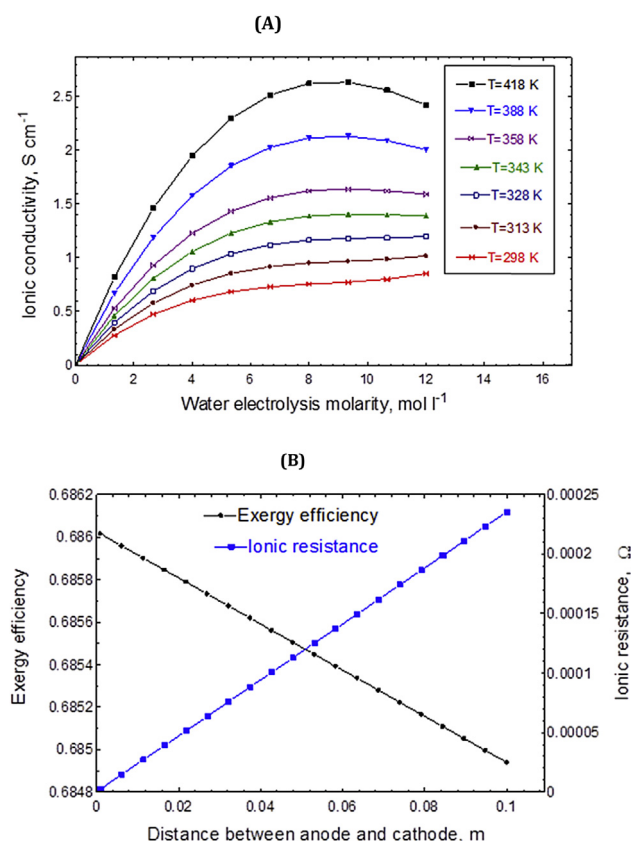 (A)
Ionic conductivity, S cm⁻¹
2.5
2
1.5
1
0.5
0
T=418 K
T=388 K
T=358 K
T=343 K
T=328 K
T=313 K
T=298 K
0 2 4 6 8 10 12 14 16
Water electrolysis molarity, mol l⁻¹
(B)
Exergy efficiency
0.6862
0.686
0.6858
0.6856
0.6854
0.6852
0.685
0.6848
Exergy efficiency
Ionic resistance
0.00025
0.0002
0.00015
0.0001
0.00005
0
Ionic resistance, Ω
0 0.02 0.04 0.06 0.08 0.1
Distance between anode and cathode, m